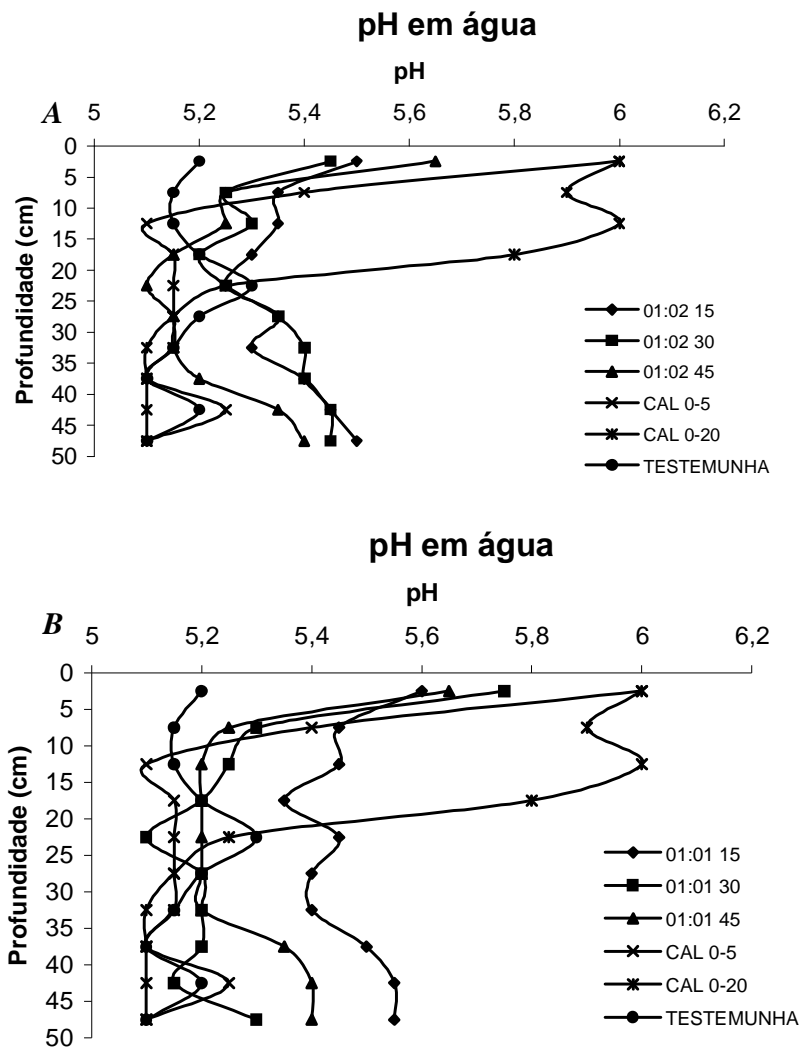 pH em água
pH
A
5 5,2 5,4 5,6 5,8 6 6,2
0
5
10
15
20
25
30
35
40
45
50
Profundidade (cm)
01:02 15
01:02 30
01:02 45
CAL 0-5
CAL 0-20
TESTEMUNHA
pH em água
pH
B
5 5,2 5,4 5,6 5,8 6 6,2
0
5
10
15
20
25
30
35
40
45
50
Profundidade (cm)
01:01 15
01:01 30
01:01 45
CAL 0-5
CAL 0-20
TESTEMUNHA